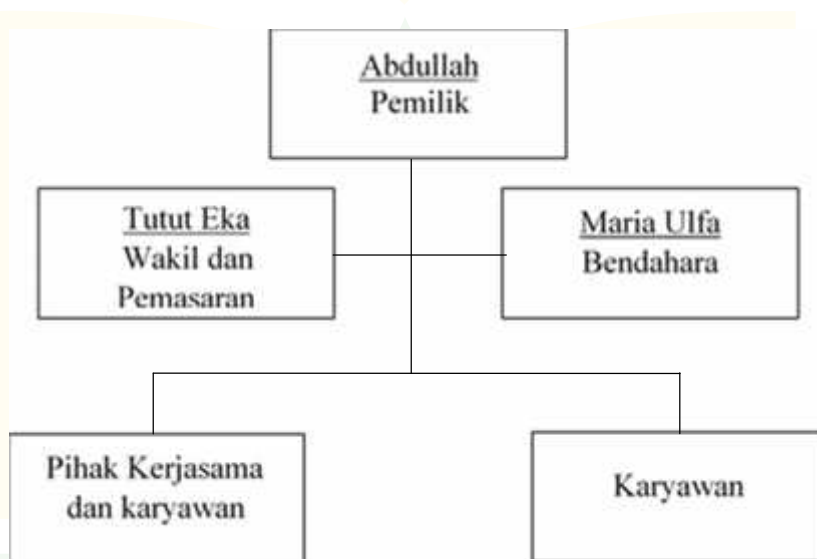 Abdullah
Pemilik
Tutut Eka
Wakil dan
Pemasaran
Maria Ulfa
Bendahara
Pihak Kerjasama
dan karyawan
Karyawan